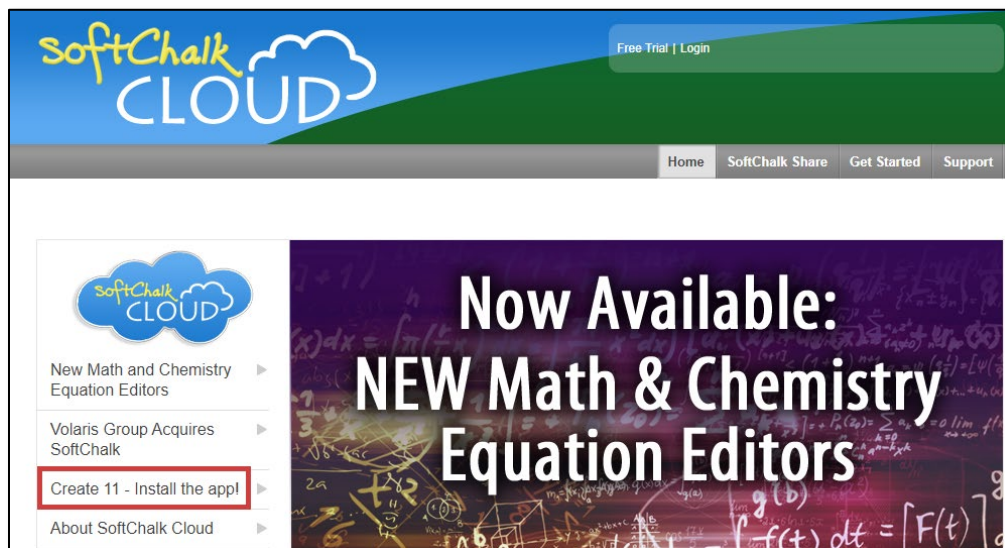 softChalk
CLOUD
Free Trial | Login
Home SoftChalk Share Get Started Support
softChalk
CLOUD
New Math and Chemistry
Equation Editors
Volaris Group Acquires
SoftChalk
Create 11 - Install the app!
About SoftChalk Cloud
Now Available:
NEW Math & Chemistry
Equation Editors